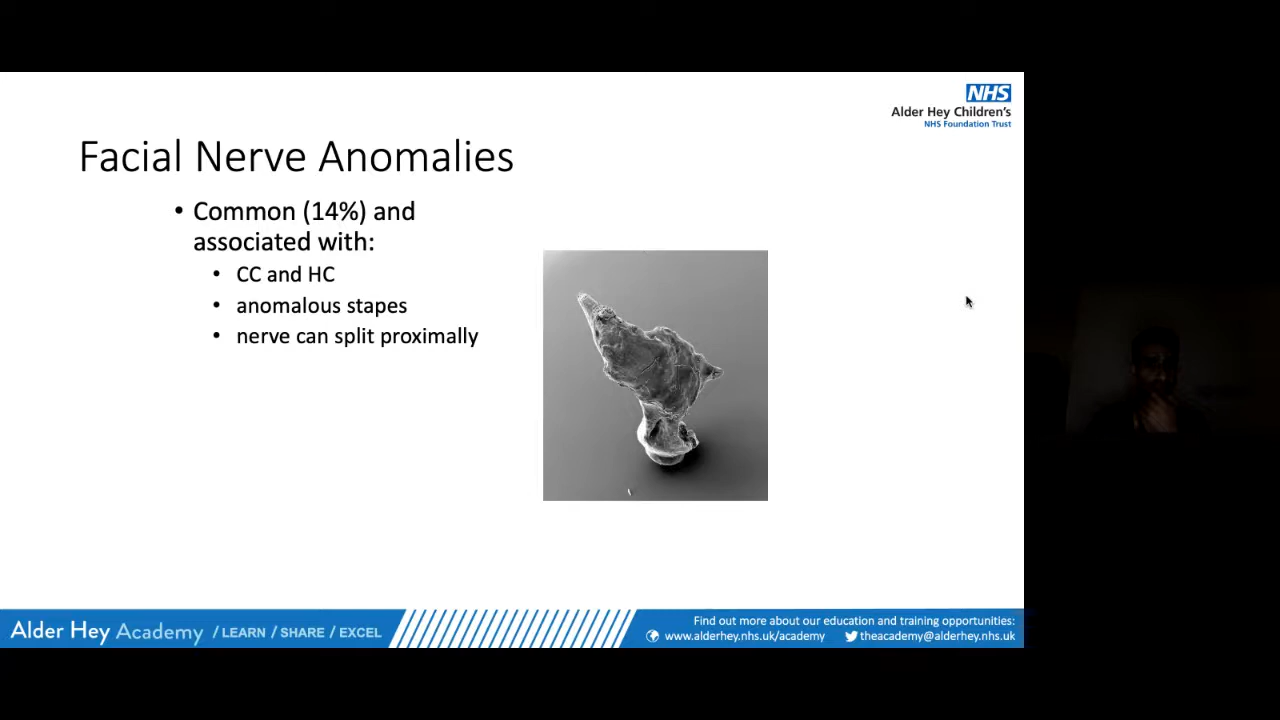 NHS
Alder Hey Children's
NHS Foundation Trust
Facial Nerve Anomalies
• Common (14%) and
associated with:
• CC and HC
• anomalous stapes
• nerve can split proximally
Alder Hey Academy / LEARN / SHARE / EXCEL
Find out more about our education and training opportunities:
www.alderhey.nhs.uk/academy theacademy@alderhey.nhs.uk